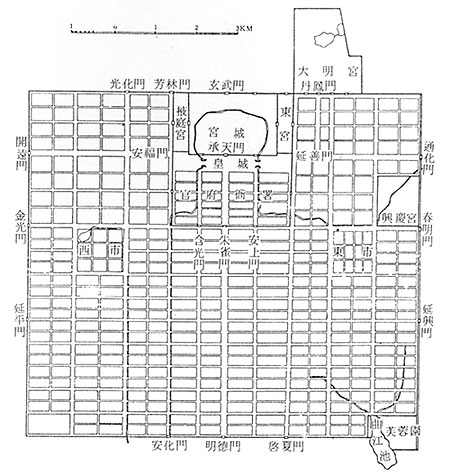 1 0 1 2 3KM
大明宮
丹鳳門
光化門 芳林門 玄武門
掖庭宮
宮城
承天門
東宮
皇城
安福門
延喜門
開遠門
通化門
官府衙署
興慶宮
金光門
春明門
含光門
朱雀門
安上門
西市
東市
延平門
延興門
曲江池
芙蓉園
安化門 明德門 啓夏門